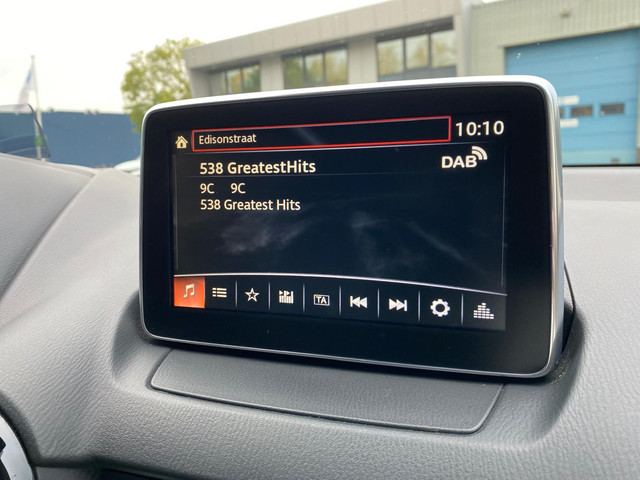 Edisonstraat 10:10
538 GreatestHits DAB
9C 9C
538 Greatest Hits
TA